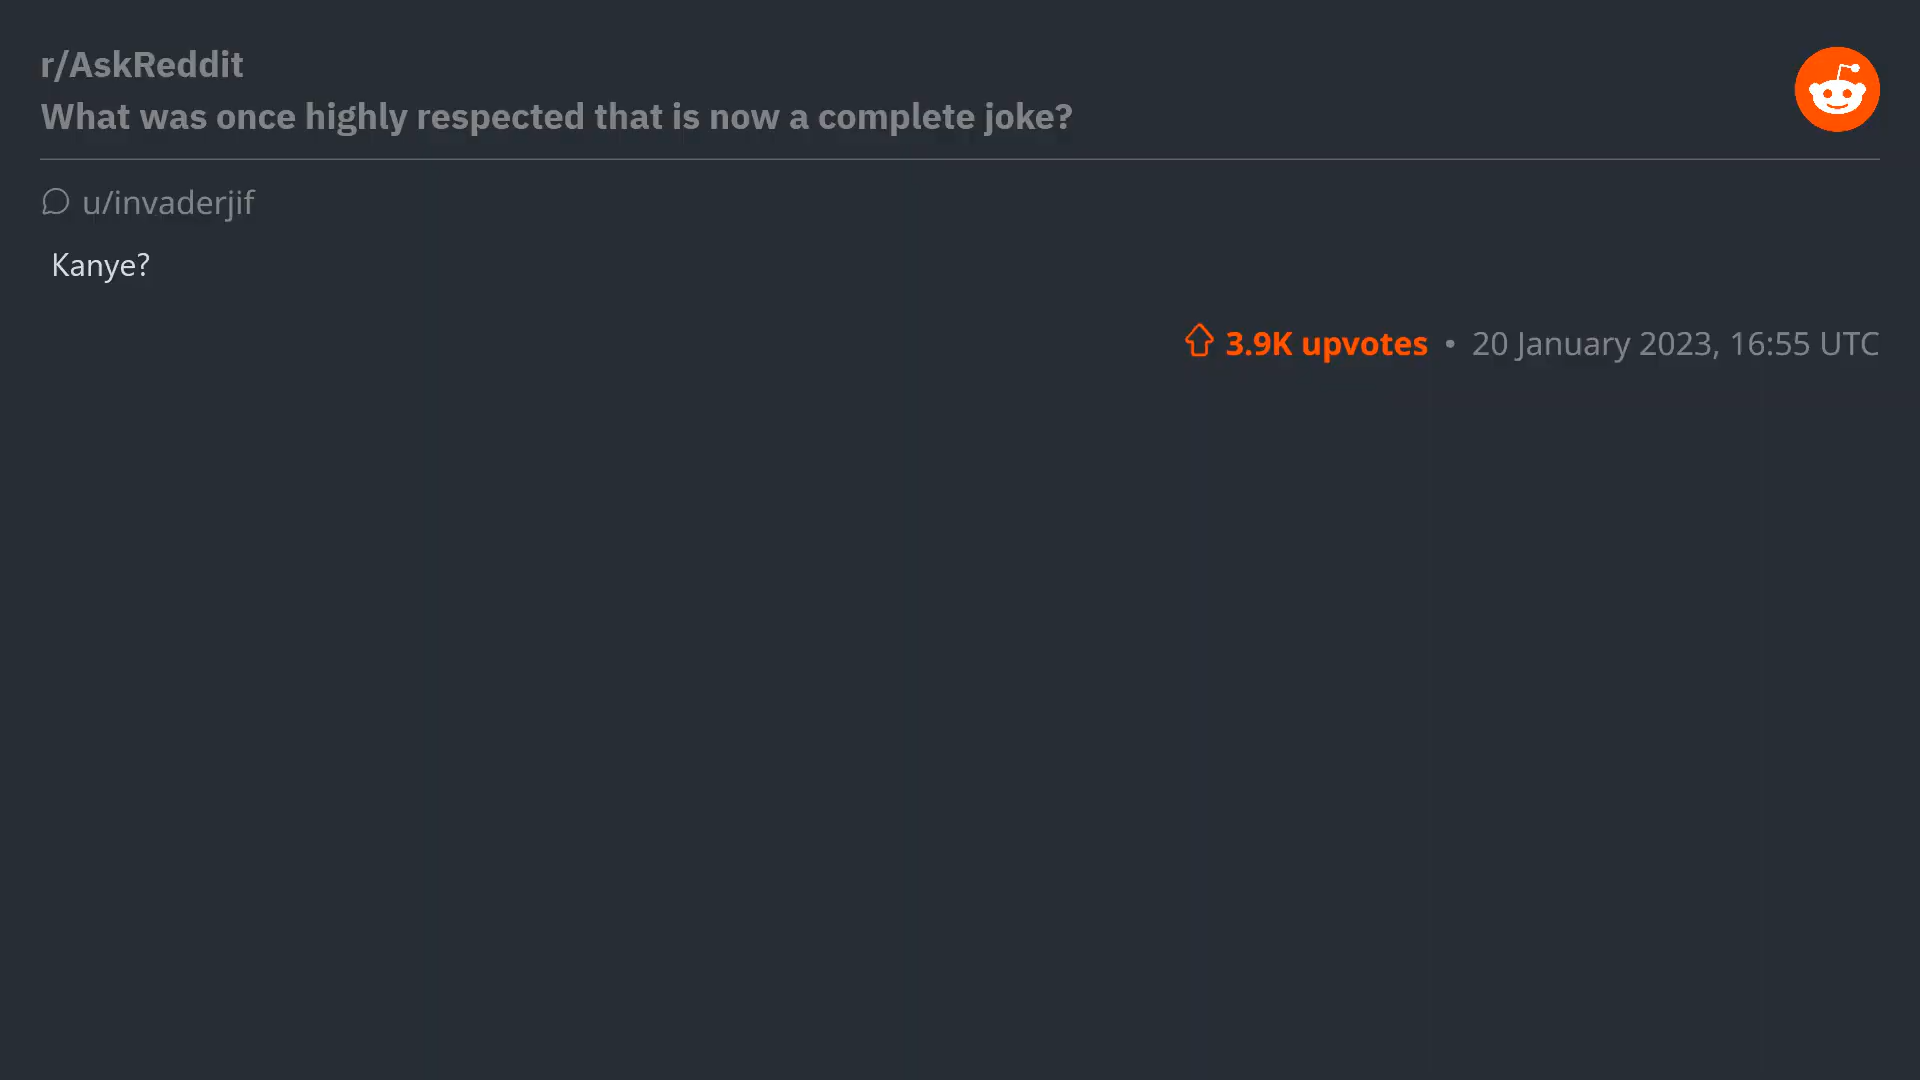 r/AskReddit
What was once highly respected that is now a complete joke?
u/invaderjif
Kanye?
3.9K upvotes • 20 January 2023, 16:55 UTC